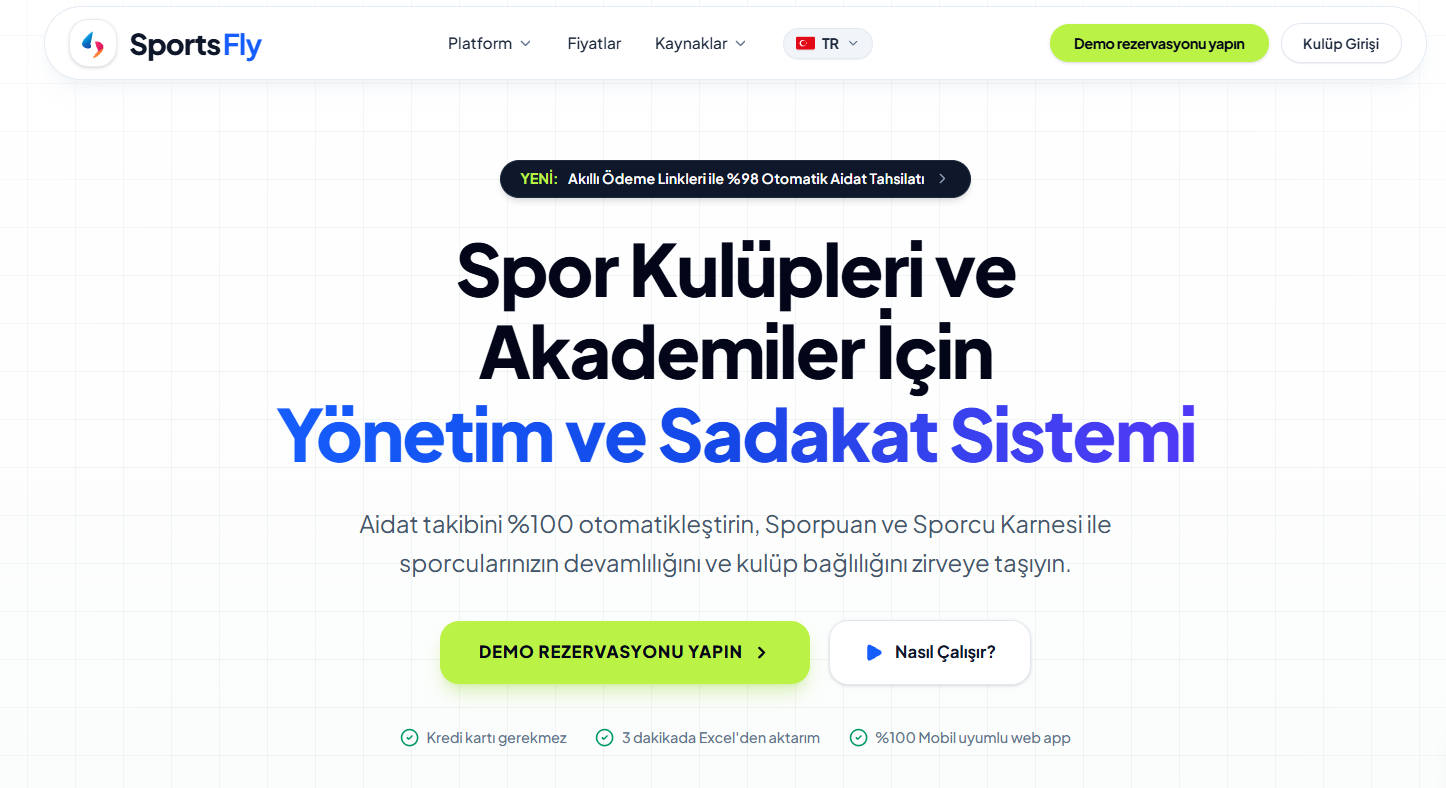 SportsFly
Platform
Fiyatlar
Kaynaklar
TR
Demo rezervasyonu yapın
Kulüp Girişi
YENİ: Akıllı Ödeme Linkleri ile %98 Otomatik Aidat Tahsilatı
Spor Kulüpleri ve
Akademiler İçin
Yönetim ve Sadakat Sistemi
Aidat takibini %100 otomatikleştirin, Sporpuan ve Sporcu Karnesi ile
sporcularınızın devamlılığını ve kulüp bağlılığını zirveye taşıyın.
DEMO REZERVASYONU YAPIN
Nasıl Çalışır?
Kredi kartı gerekmez
3 dakikada Excel'den aktarım
%100 Mobil uyumlu web app